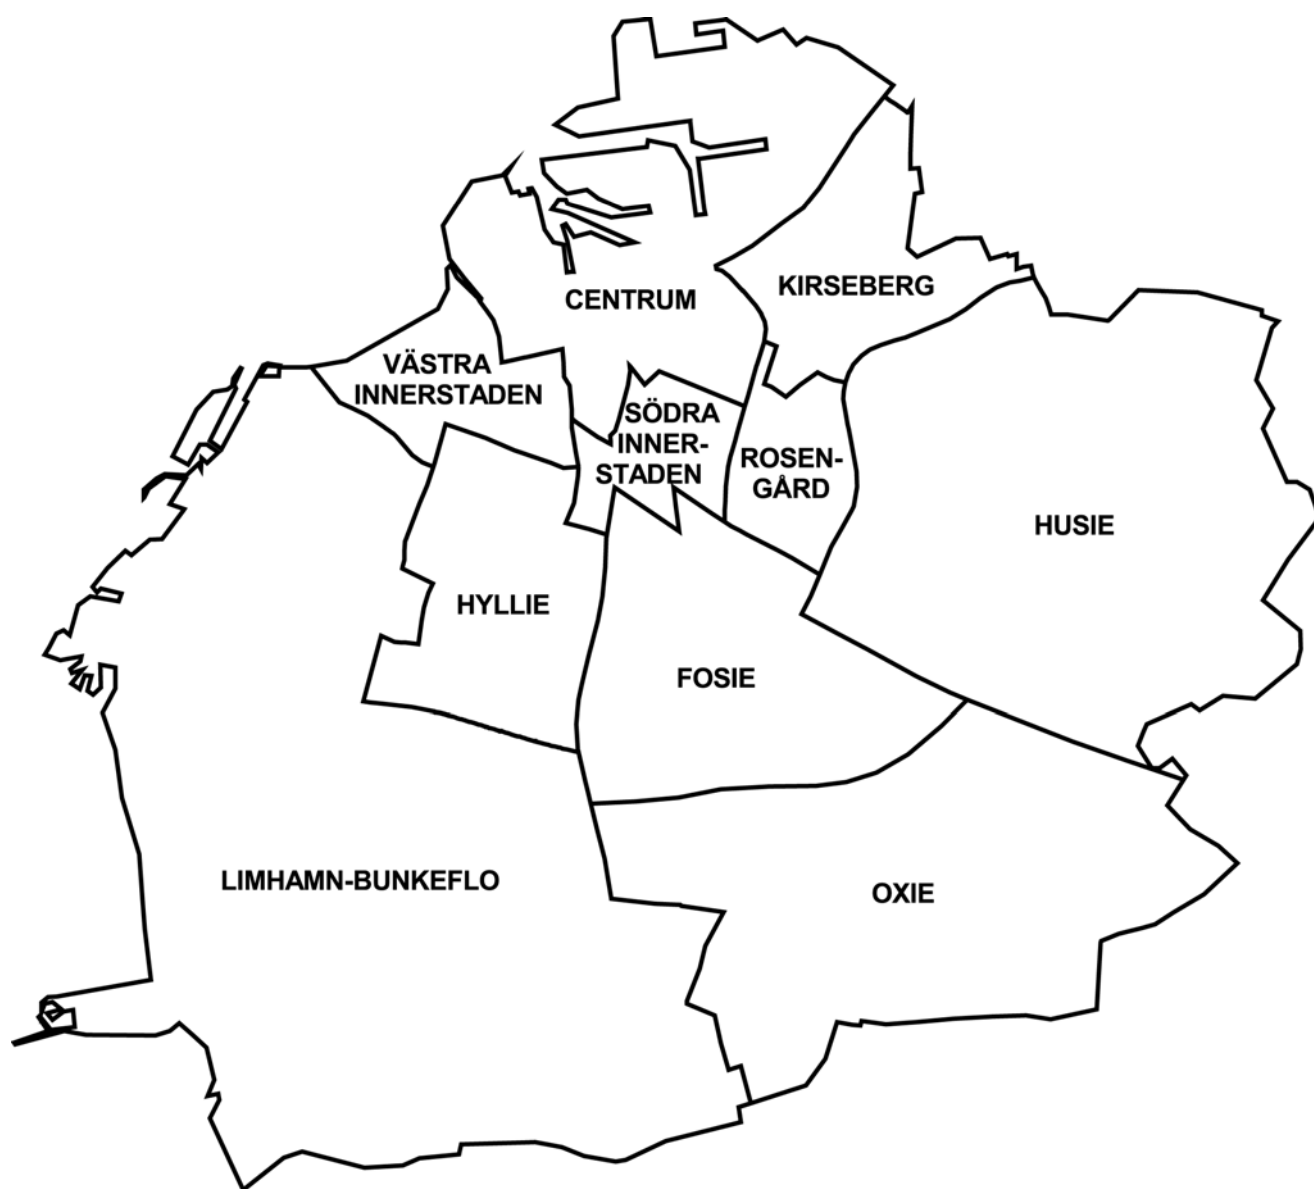 KIRSEBERG
CENTRUM
VÄSTRA
INNERSTADEN
SÖDRA
INNER-
STADEN
ROSEN-
GÅRD
HUSIE
HYLLIE
FOSIE
LIMHAMN-BUNKEFLO
OXIE